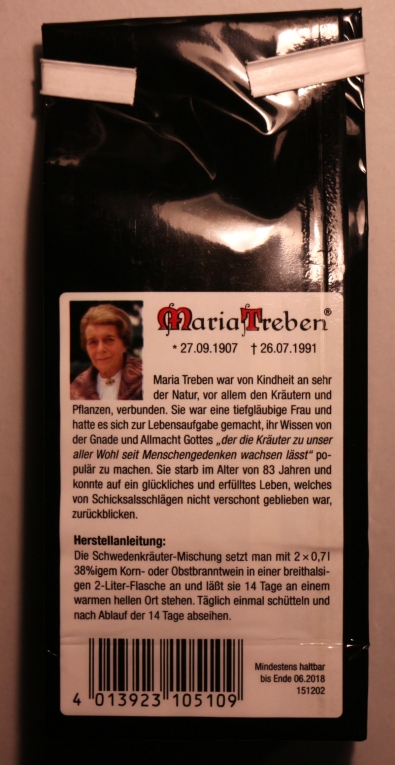 Maria Treben®
* 27.09.1907 † 26.07.1991
Maria Treben war von Kindheit an sehr
der Natur, vor allem den Kräutern und
Pflanzen, verbunden. Sie war eine tiefgläubige Frau und
hatte es sich zur Lebensaufgabe gemacht, ihr Wissen von
der Gnade und Allmacht Gottes „der die Kräuter zu unser
aller Wohl seit Menschengedenken wachsen lässt“ po-
pulär zu machen. Sie starb im Alter von 83 Jahren und
konnte auf ein glückliches und erfülltes Leben, welches
von Schicksalsschlägen nicht verschont geblieben war,
zurückblicken.
Herstellanleitung:
Die Schwedenkräuter-Mischung setzt man mit 2 × 0,7 l
38%igem Korn- oder Obstbranntwein in einer breithalsi-
gen 2-Liter-Flasche an und läßt sie 14 Tage an einem
warmen hellen Ort stehen. Täglich einmal schütteln und
nach Ablauf der 14 Tage abseihen.
4 013923 105109
Mindestens haltbar
bis Ende 06.2018
151202